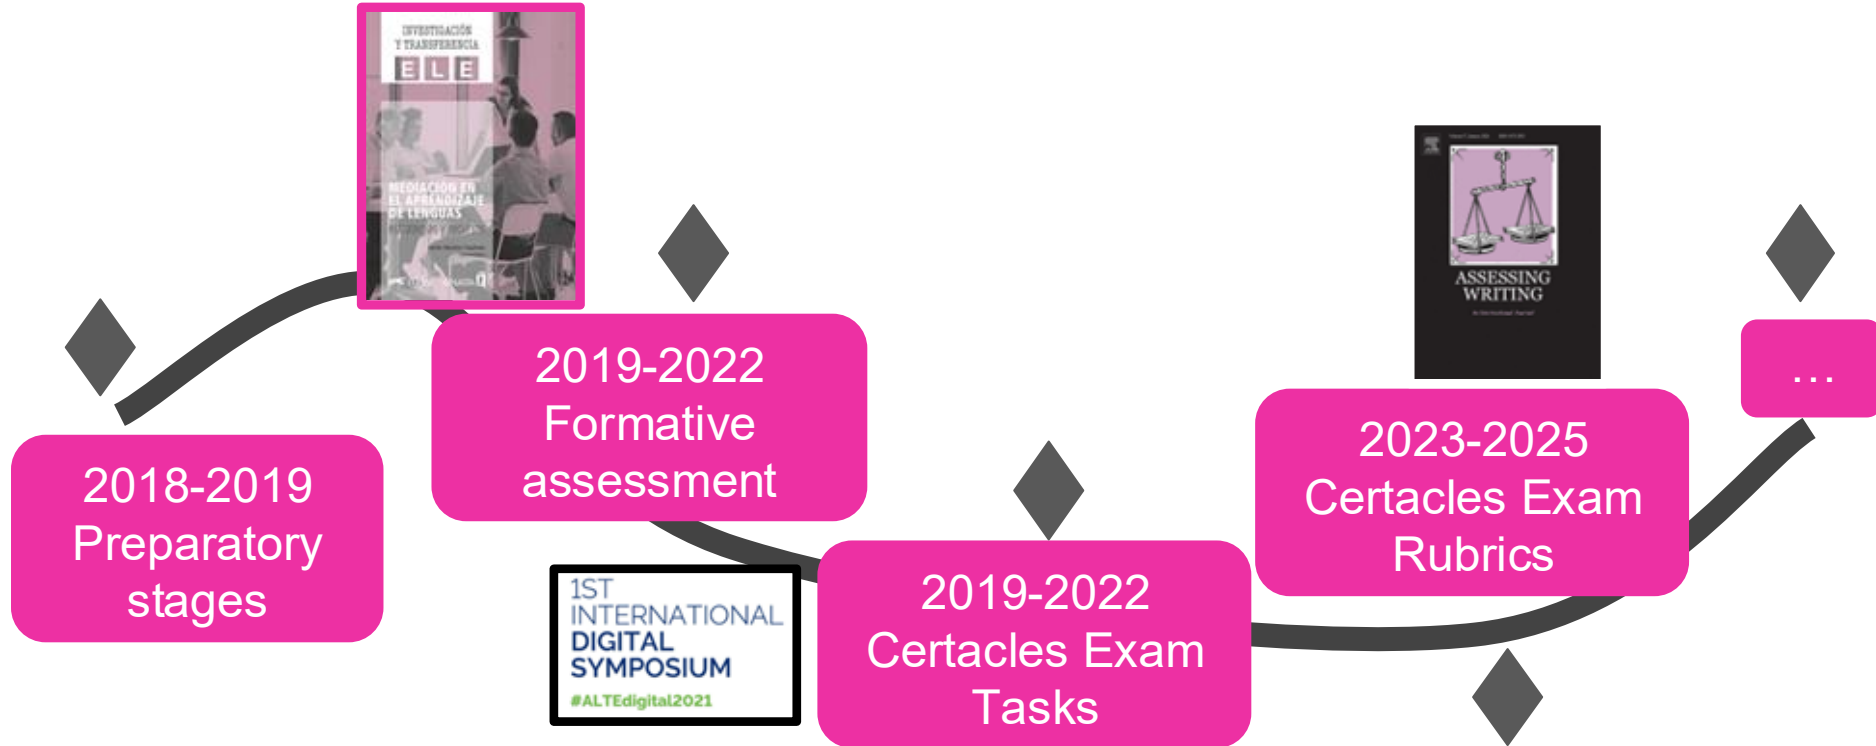 INVESTIGACIÓN
Y TRANSFERENCIA
E L E
MEDIACIÓN EN
EL APRENDIZAJE
DE LENGUAS
2018-2019
Preparatory
stages
2019-2022
Formative
assessment
1ST
INTERNATIONAL
DIGITAL
SYMPOSIUM
#ALTEdigital2021
2019-2022
Certacles Exam
Tasks
ASSESSING
WRITING
2023-2025
Certacles Exam
Rubrics
...